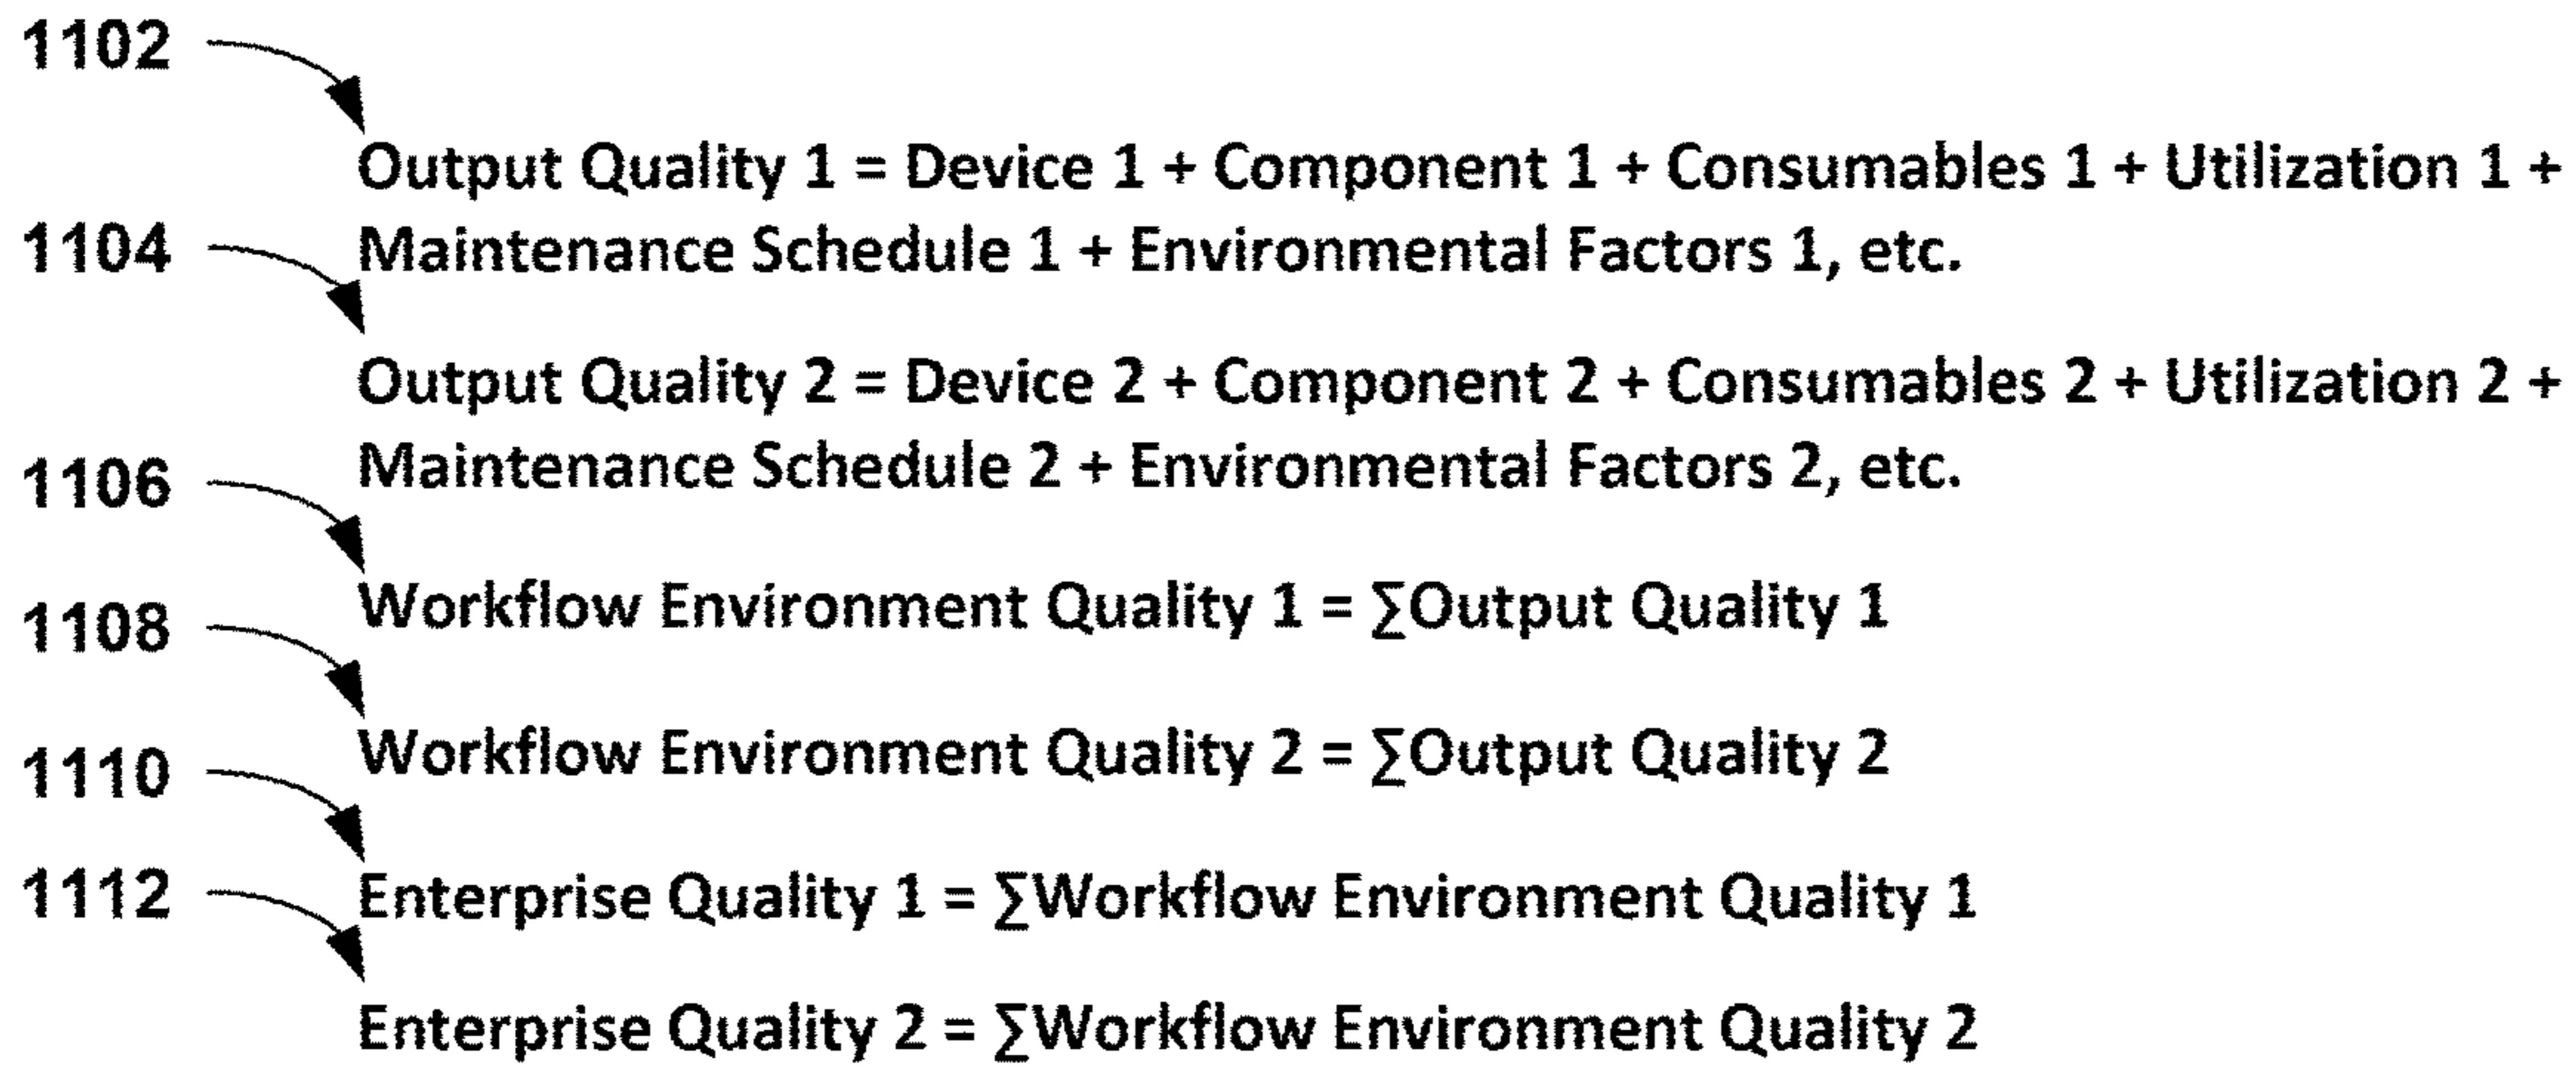 1102
Output Quality 1 = Device 1 + Component 1 + Consumables 1 + Utilization 1 +
1104
Maintenance Schedule 1 + Environmental Factors 1, etc.
Output Quality 2 = Device 2 + Component 2 + Consumables 2 + Utilization 2 +
Maintenance Schedule 2 + Environmental Factors 2, etc.
1106
Workflow Environment Quality 1 = ∑Output Quality 1
1108
Workflow Environment Quality 2 = ∑Output Quality 2
1110
Enterprise Quality 1 = ∑Workflow Environment Quality 1
1112
Enterprise Quality 2 = ∑Workflow Environment Quality 2